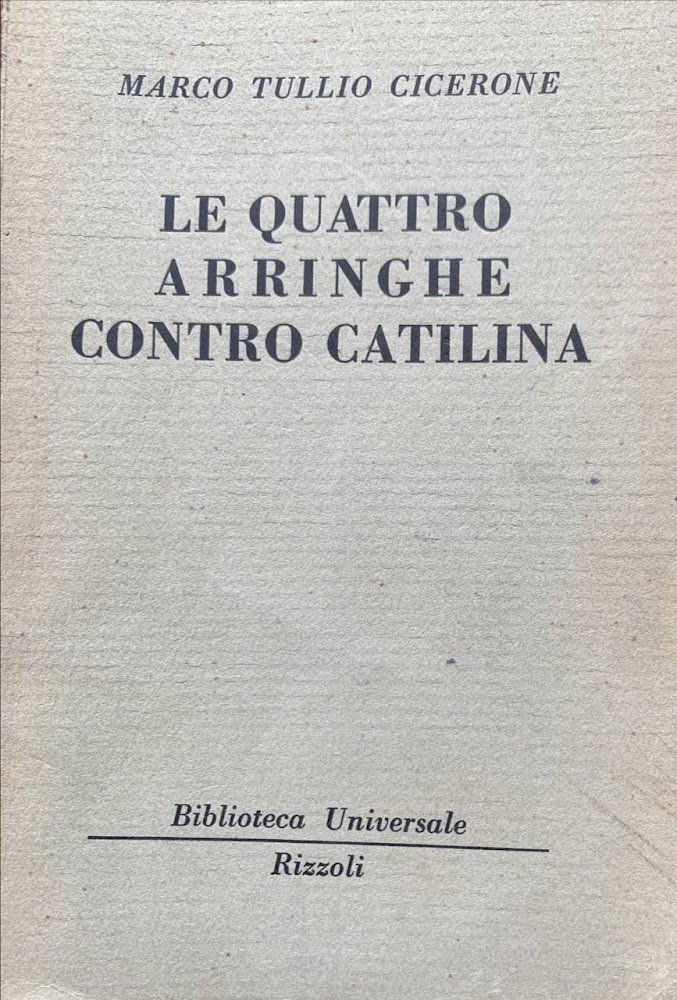 MARCO TULLIO CICERONE
LE QUATTRO
ARRINGHE
CONTRO CATILINA
Biblioteca Universale
Rizzoli